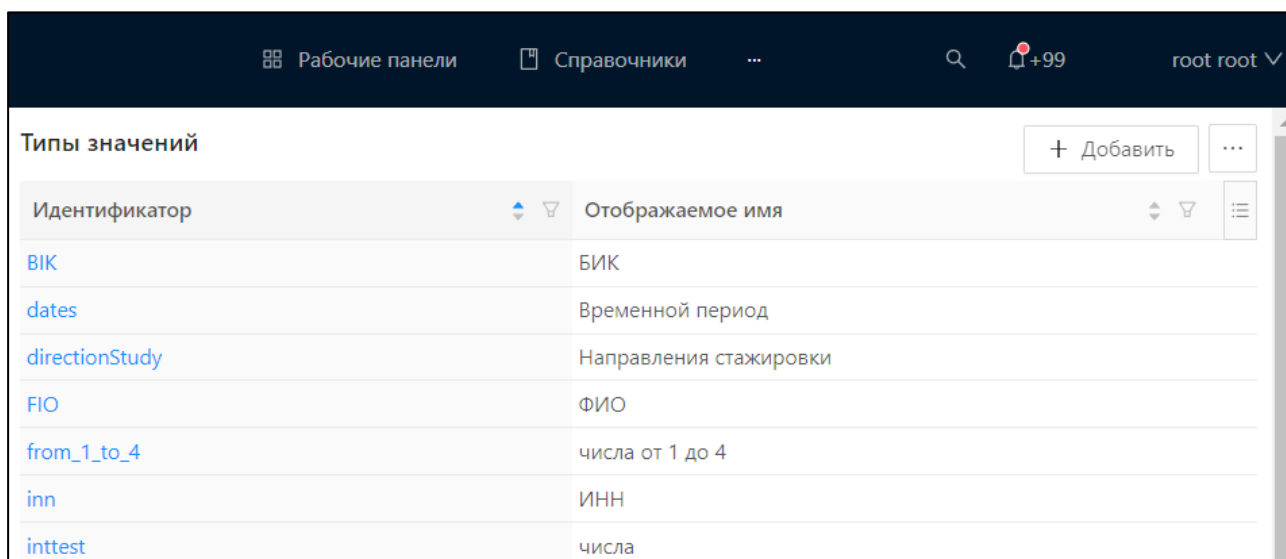 Рабочие панели Справочники ... +99 root root
Типы значений + Добавить ...
Идентификатор Отображаемое имя
BIK БИК
dates Временной период
directionStudy Направления стажировки
FIO ФИО
from_1_to_4 числа от 1 до 4
inn ИНН
inttest числа